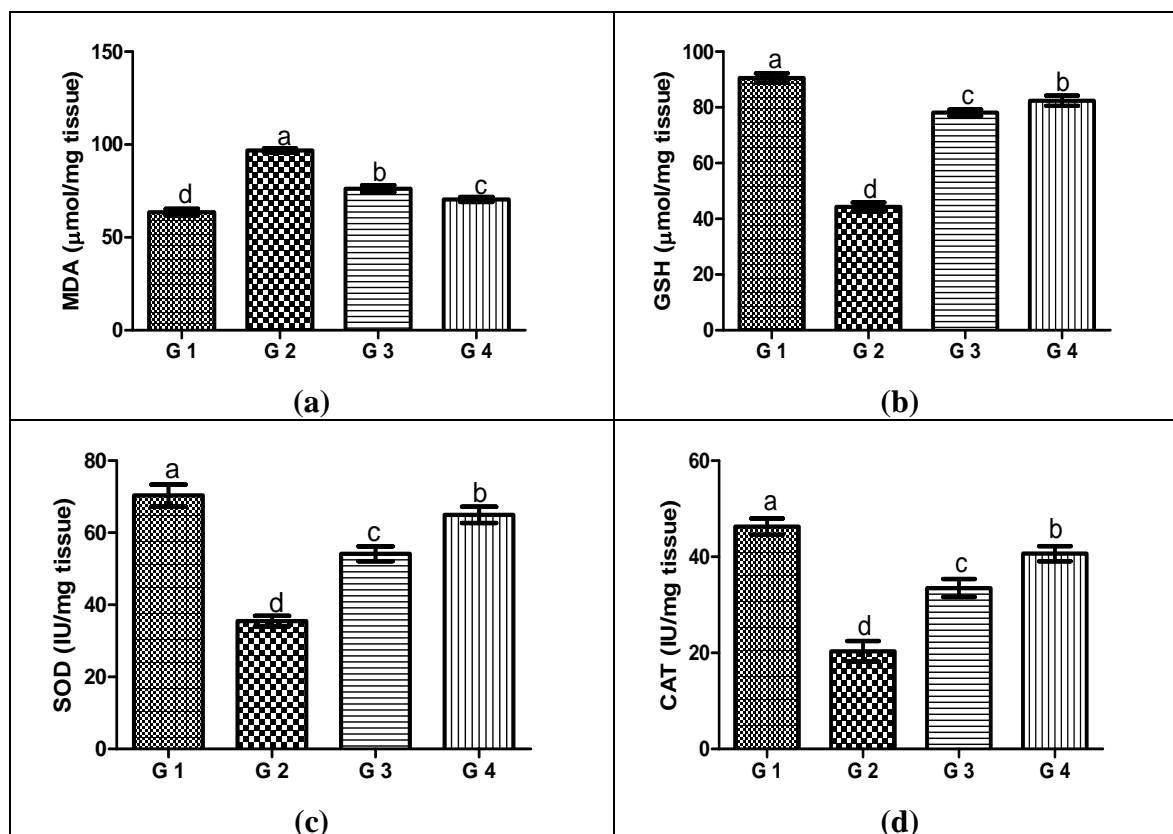 MDA (μmol/mg tissue)
150
100
50
0
d
a
b
c
G 1
G 2
G 3
G 4
(a)
GSH (μmol/mg tissue)
100
80
60
40
20
0
a
d
c
b
G 1
G 2
G 3
G 4
(b)
SOD (IU/mg tissue)
80
60
40
20
0
a
d
c
b
G 1
G 2
G 3
G 4
(c)
CAT (IU/mg tissue)
60
40
20
0
a
d
c
b
G 1
G 2
G 3
G 4
(d)